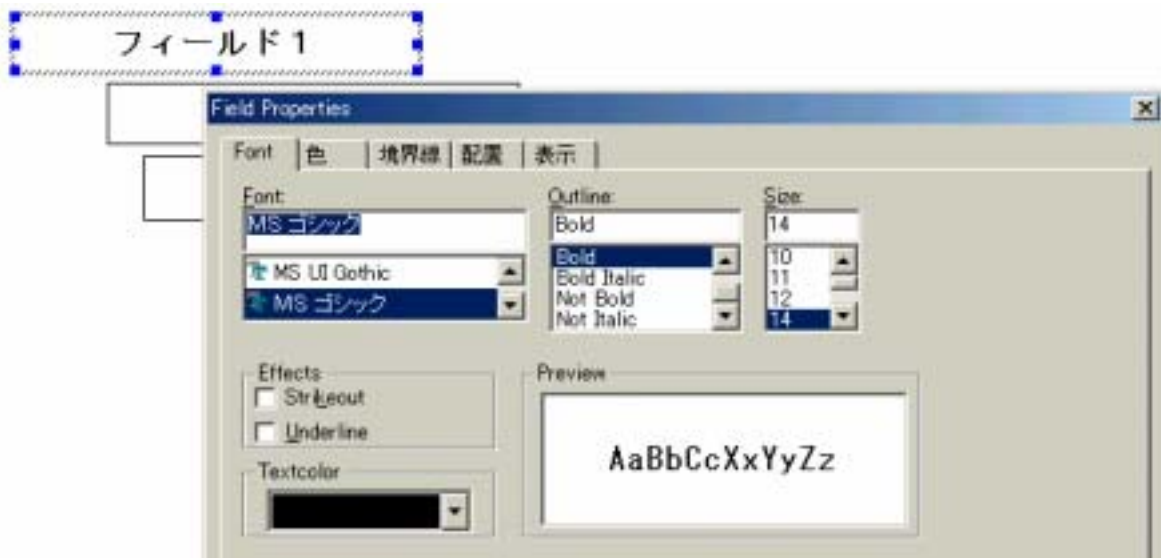 フィールド1
Field Properties
Font 色 境界線 配置 表示
Font: Outline: Size:
MS ゴシック Bold 14
MS UI Gothic Bold 10
MS ゴシック Bold Italic 11
Not Bold 12
Not Italic 14
Effects Preview
Strikeout
Underline
AaBbCcXxYyZz
Textcolor